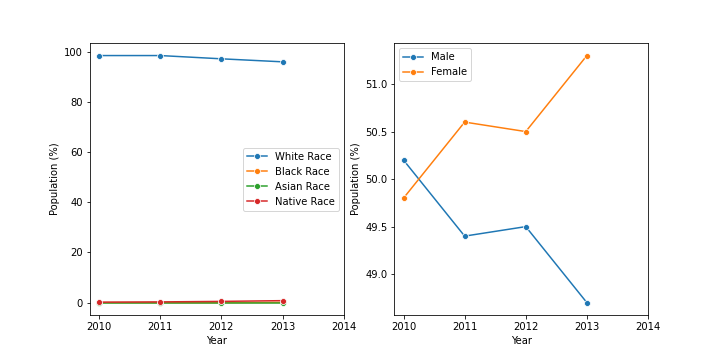 100
80
60
40
20
0
Population (%)
White Race
Black Race
Asian Race
Native Race
2010 2011 2012 2013 2014
Year
51.0
50.5
50.0
49.5
49.0
Population (%)
Male
Female
2010 2011 2012 2013 2014
Year